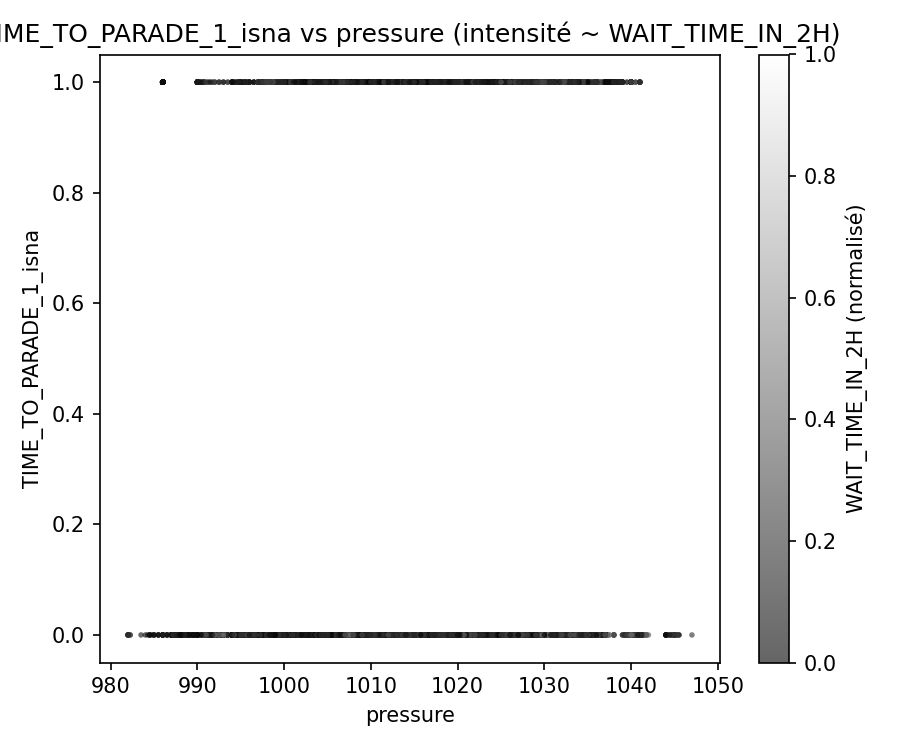 IME_TO_PARADE_1_isna vs pressure (intensité ~ WAIT_TIME_IN_2H)
1.0
0.8
0.6
0.4
0.2
0.0
TIME_TO_PARADE_1_isna
980 990 1000 1010 1020 1030 1040 1050
pressure
1.0
0.8
0.6
0.4
0.2
0.0
WAIT_TIME_IN_2H (normalisé)